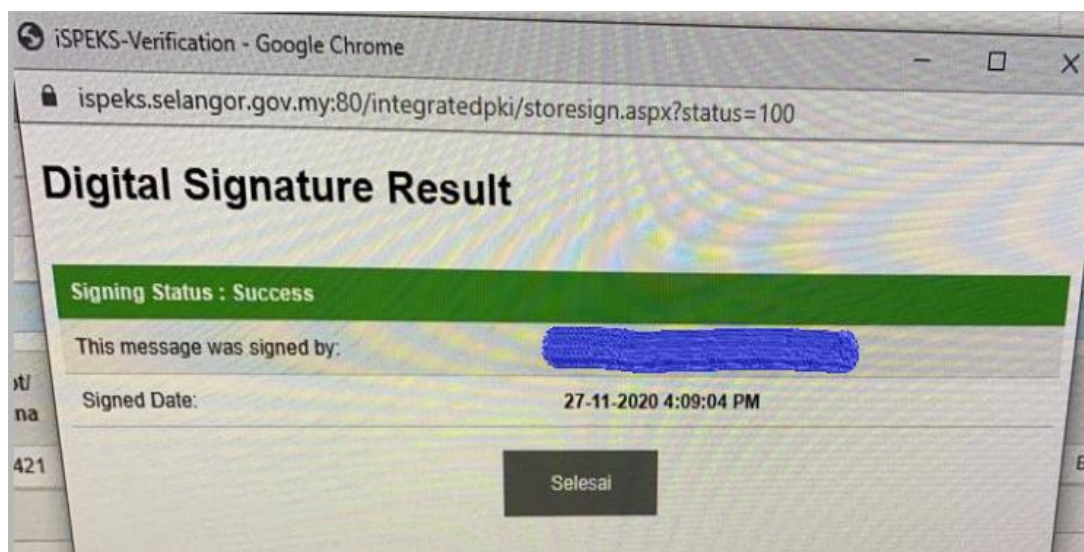 iSPEKS-Verification - Google Chrome
ispeks.selangor.gov.my:80/integratedpki/storesign.aspx?status=100
Digital Signature Result
Signing Status : Success
This message was signed by:
Signed Date: 27-11-2020 4:09:04 PM
na
421
Selesai